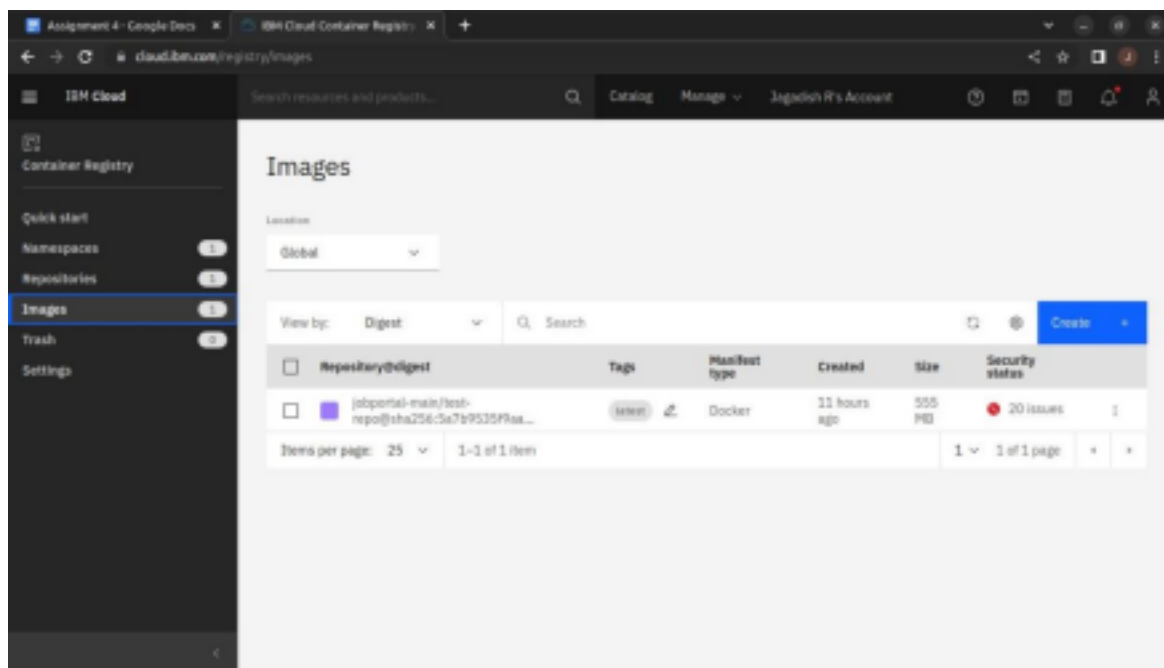 Assignment 4 - Google Docs
IBM Cloud Container Registry
cloud.ibm.com/registry/images
IBM Cloud
Search resources and products...
Catalog
Manage
Jagadish R's Account
Container Registry
Quick start
Namespaces 1
Repositories 1
Images 1
Trash 0
Settings
Images
Location
Global
View by: Digest
Search
Create +
Repository@digest Tags Manifest type Created Size Security status
jobportal-main/test-
repo@sha256:5a7b9535f9aa...
latest
Docker
11 hours
ago
555
MB
20 issues
Items per page: 25
1–1 of 1 item
1
1 of 1 page